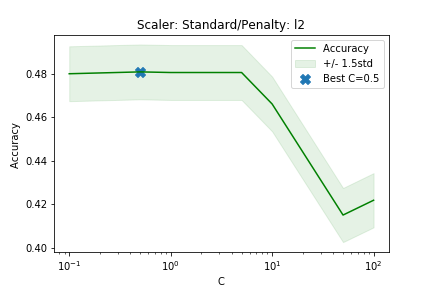 Scaler: Standard/Penalty: l2
Accuracy
+/- 1.5std
Best C=0.5
0.48
0.46
0.44
0.42
0.40
Accuracy
10⁻¹
10⁰
10¹
10²
C